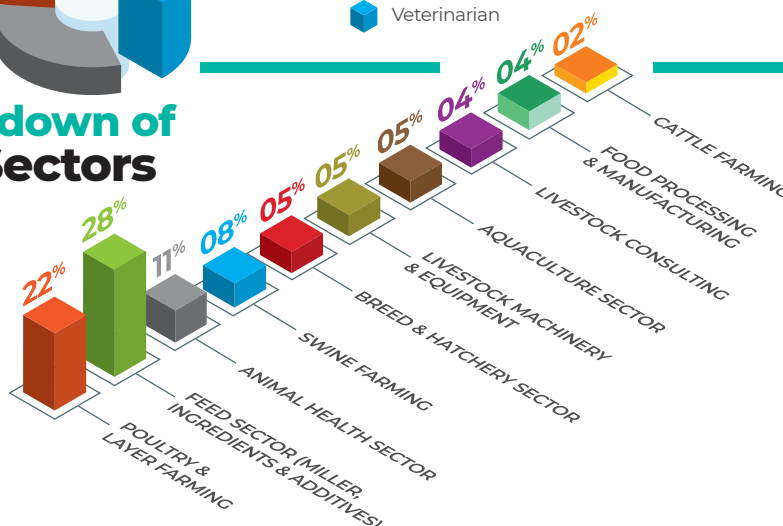 Veterinarian
down of
Sectors
22%
28%
11%
08%
05%
05%
05%
04%
04%
02%
POULTRY &
LAYER FARMING
FEED SECTOR (MILLER,
INGREDIENTS & ADDITIVES)
ANIMAL HEALTH SECTOR
SWINE FARMING
BREED & HATCHERY SECTOR
LIVESTOCK MACHINERY
& EQUIPMENT
AQUACULTURE SECTOR
LIVESTOCK CONSULTING
FOOD PROCESSING
& MANUFACTURING
CATTLE FARMING